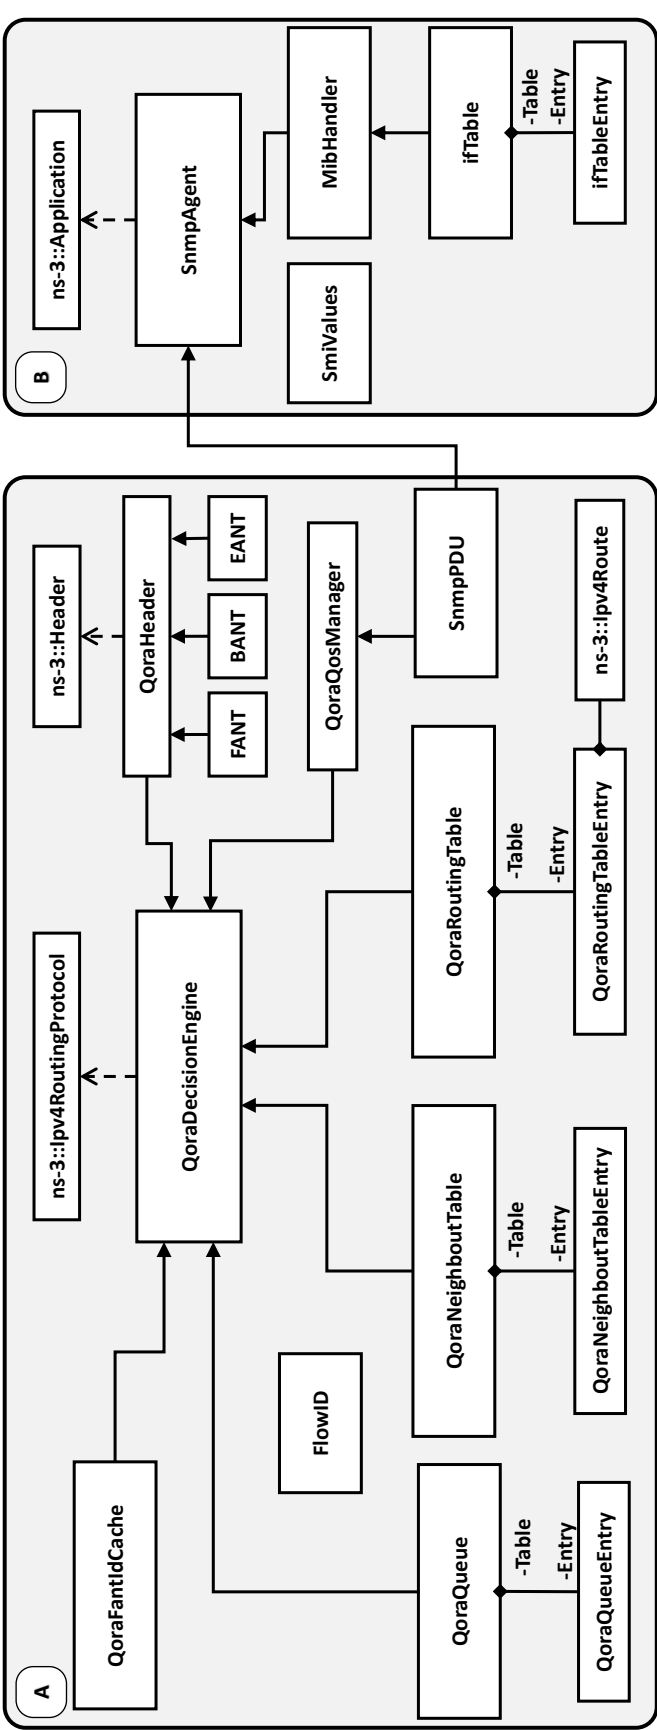 A
ns-3::Ipv4RoutingProtocol
ns-3::Header
QoraFantIdCache
QoraDecisionEngine
QoraHeader
FANT
BANT
EANT
FlowID
QoraQosManager
QoraQueue
QoraNeighboutTable
QoraRoutingTable
SnmpPDU
-Table
-Entry
-Table
-Entry
-Table
-Entry
QoraQueueEntry
QoraNeighboutTableEntry
QoraRoutingTableEntry
ns-3::Ipv4Route
B
ns-3::Application
SnmpAgent
SmiValues
MibHandler
ifTable
-Table
-Entry
ifTableEntry